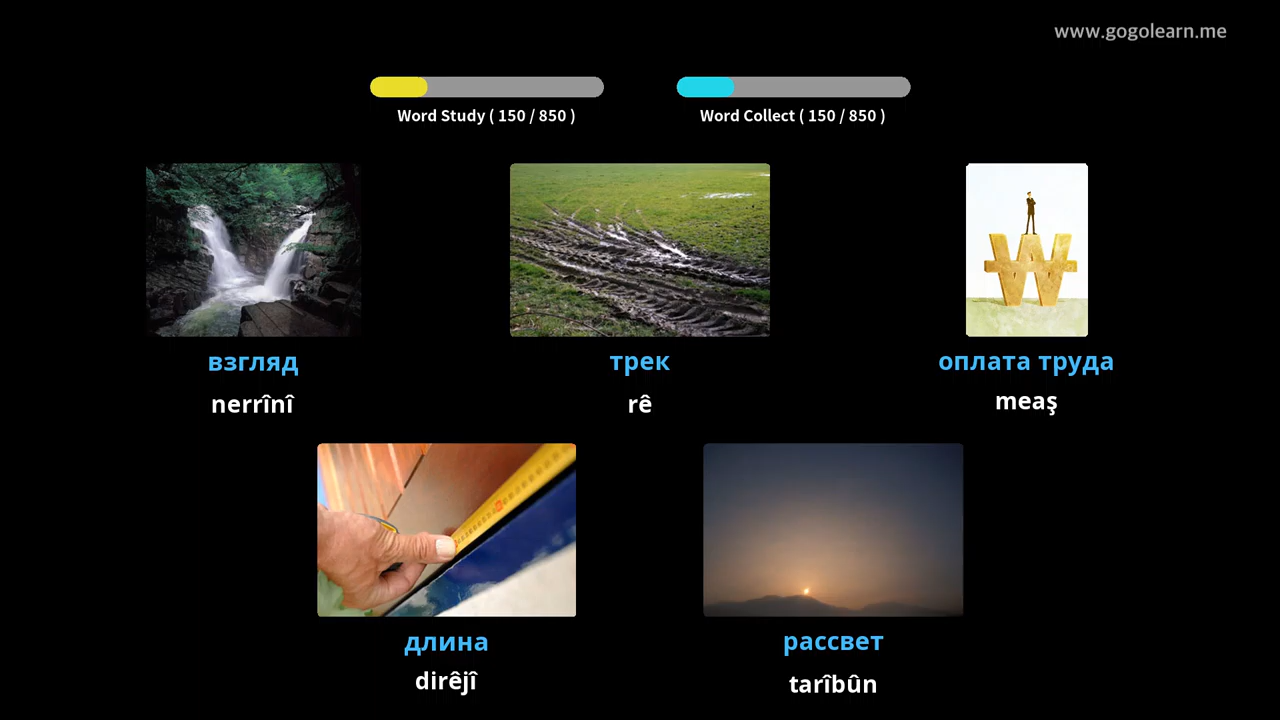 www.gogolearn.me
Word Study ( 150 / 850 )
Word Collect ( 150 / 850 )
взгляд
nerrînî
трек
rê
оплата труда
meaş
длина
dirêjî
рассвет
tarîbûn